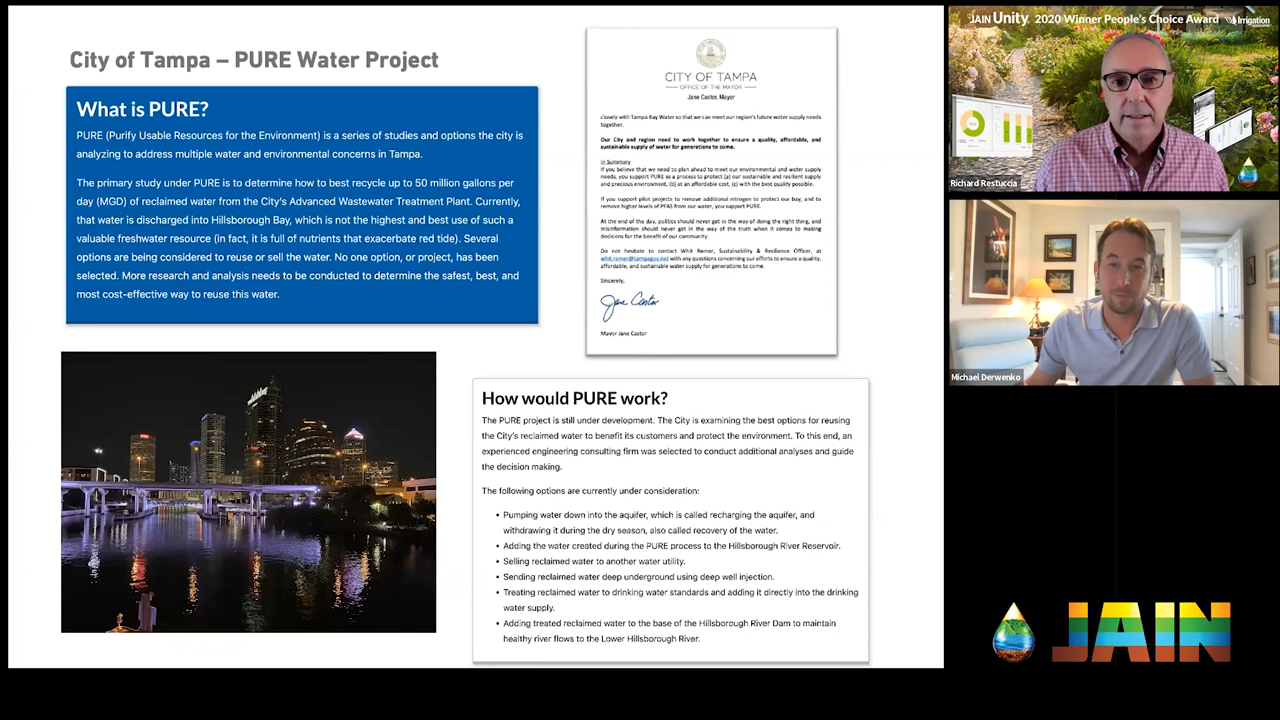 City of Tampa – PURE Water Project
What is PURE?
PURE (Purify Usable Resources for the Environment) is a series of studies and options the city is
analyzing to address multiple water and environmental concerns in Tampa.
The primary study under PURE is to determine how to best recycle up to 50 million gallons per
day (MGD) of reclaimed water from the City's Advanced Wastewater Treatment Plant. Currently,
that water is discharged into Hillsborough Bay, which is not the highest and best use of such a
valuable freshwater resource (in fact, it is full of nutrients that exacerbate red tide). Several
options are being considered to reuse or sell the water. No one option, or project, has been
selected. More research and analysis needs to be conducted to determine the safest, best, and
most cost-effective way to reuse this water.
CITY OF TAMPA
OFFICE OF THE MAYOR
Jane Castor, Mayor
closely with Tampa Bay Water so that we can meet our region's future water supply needs
together.
Our City and region need to work together to ensure a quality, affordable, and
sustainable supply of water for generations to come.
In Summary
If you believe that we need to plan ahead to meet our environmental and water supply
needs, you support PURE as a process to protect (a) our sustainable and resilient supply
and precious environment, (b) at an affordable cost, (c) with the best quality possible.
If you support pilot projects to remove additional nitrogen to protect our bay, and to
remove higher levels of PFAS from our water, you support PURE.
At the end of the day, politics should never get in the way of doing the right thing, and
misinformation should never get in the way of the truth when it comes to making
decisions for the benefit of our community.
Do not hesitate to contact Whit Remer, Sustainability & Resilience Officer, at
whit.remer@tampagov.net with any questions concerning our efforts to ensure a quality,
affordable, and sustainable water supply for generations to come.
Sincerely,
Jane Castor
Mayor Jane Castor
How would PURE work?
The PURE project is still under development. The City is examining the best options for reusing
the City's reclaimed water to benefit its customers and protect the environment. To this end, an
experienced engineering consulting firm was selected to conduct additional analyses and guide
the decision making.
The following options are currently under consideration:
• Pumping water down into the aquifer, which is called recharging the aquifer, and
withdrawing it during the dry season, also called recovery of the water.
• Adding the water created during the PURE process to the Hillsborough River Reservoir.
• Selling reclaimed water to another water utility.
• Sending reclaimed water deep underground using deep well injection.
• Treating reclaimed water to drinking water standards and adding it directly into the drinking
water supply.
• Adding treated reclaimed water to the base of the Hillsborough River Dam to maintain
healthy river flows to the Lower Hillsborough River.
JAIN Unity. 2020 Winner People's Choice Award
Irrigation
Richard Restuccia
Michael Derwenko
JAIN